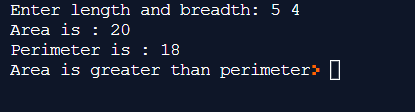 Enter length and breadth: 5 4
Area is : 20
Perimeter is : 18
Area is greater than perimeter>